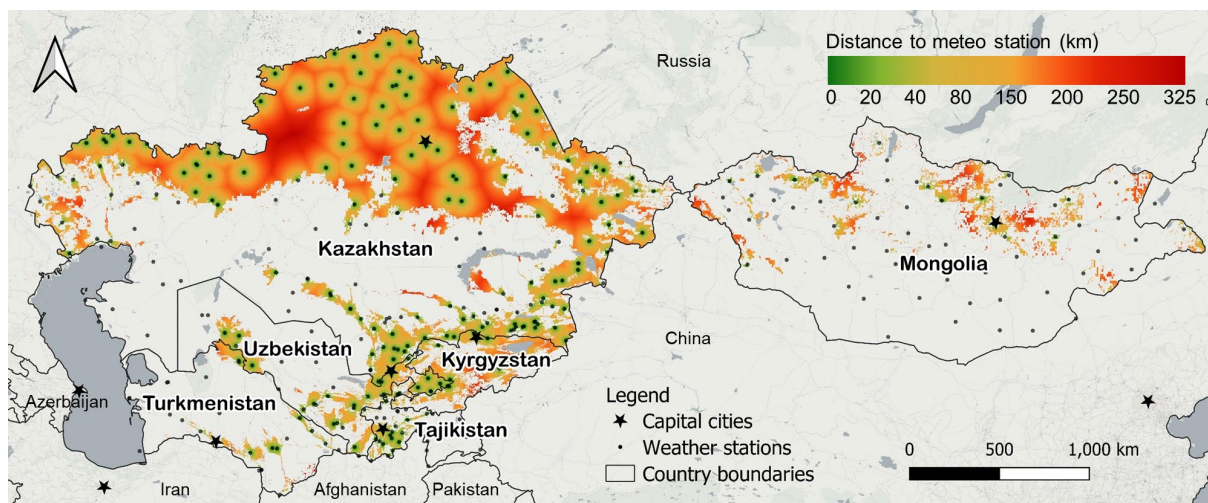 Distance to meteo station (km)
0 20 40 80 150 200 250 325
Russia
Kazakhstan
Mongolia
China
Uzbekistan
Kyrgyzstan
Azerbaijan
Turkmenistan
Tajikistan
Iran
Afghanistan
Pakistan
Legend
Capital cities
Weather stations
Country boundaries
0 500 1,000 km